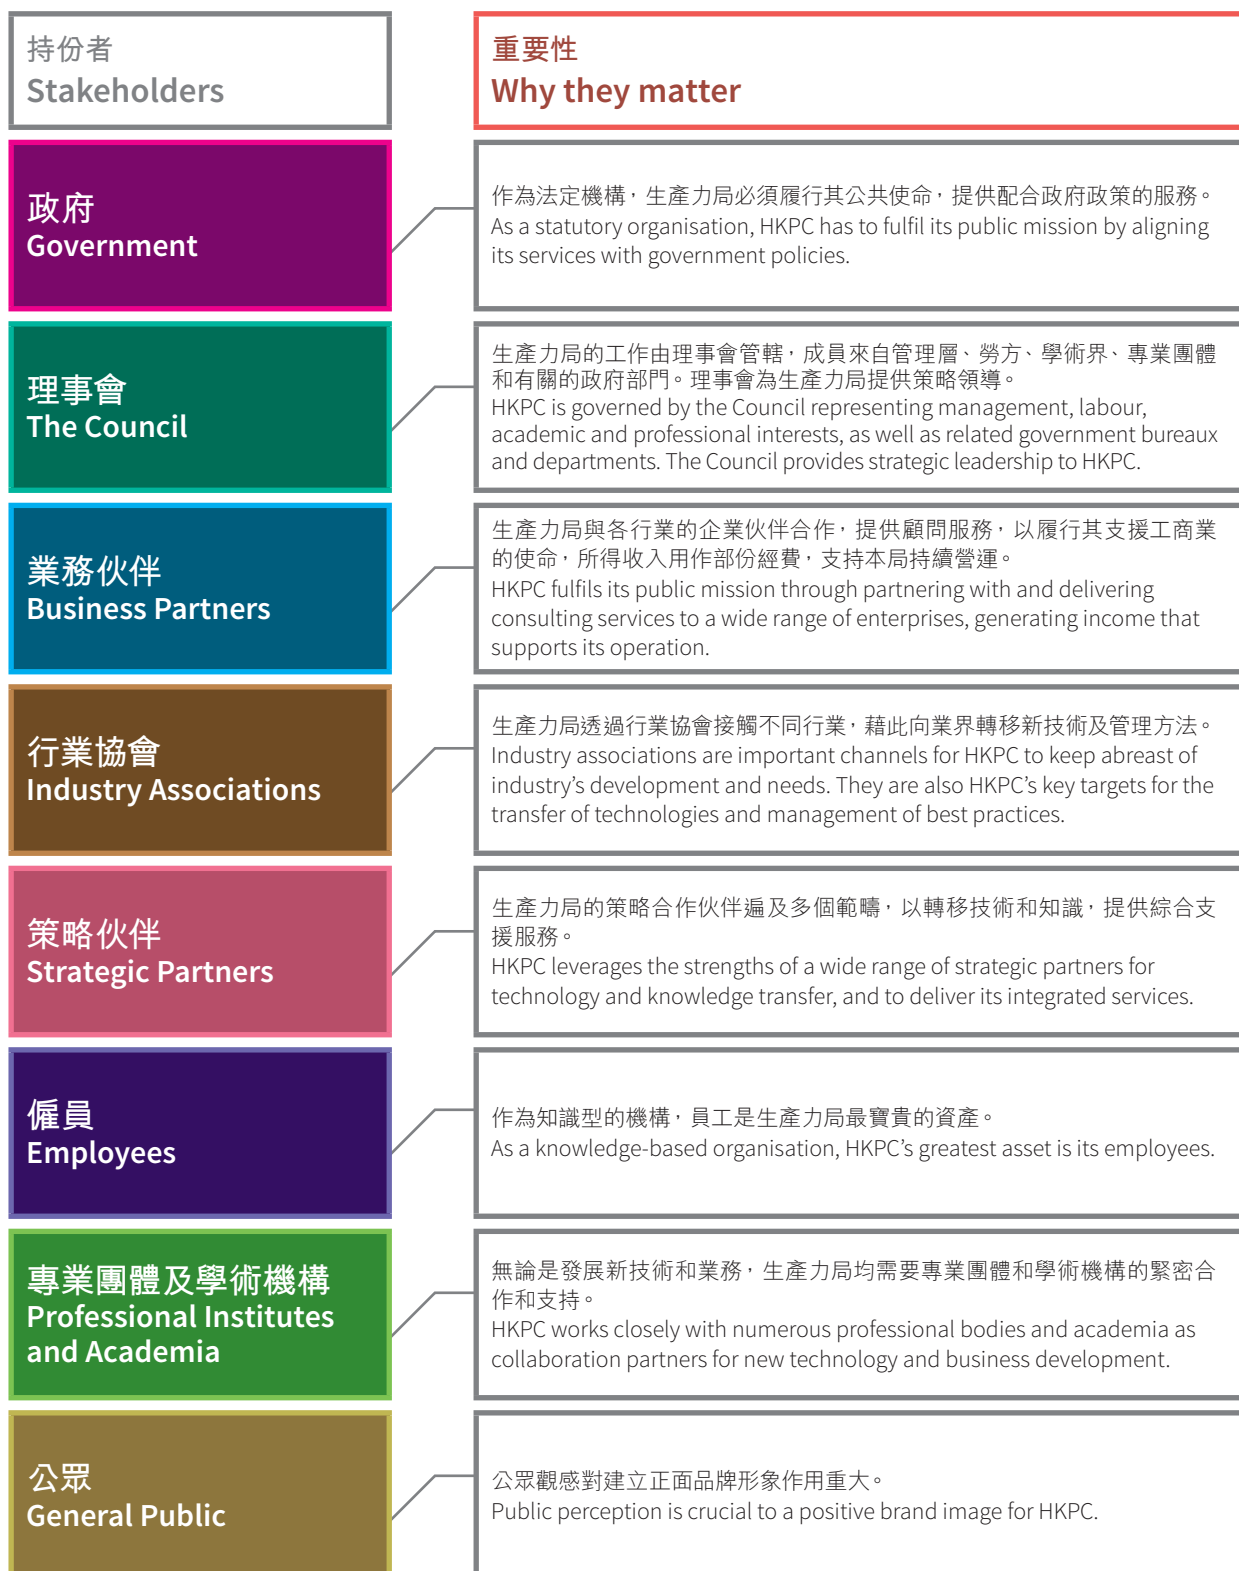 持份者
Stakeholders
重要性
Why they matter
政府
Government
作為法定機構，生產力局必須履行其公共使命，提供配合政府政策的服務。
As a statutory organisation, HKPC has to fulfil its public mission by aligning
its services with government policies.
理事會
The Council
生產力局的工作由理事會管轄，成員來自管理層、勞方、學術界、專業團體
和有關的政府部門。理事會為生產力局提供策略領導。
HKPC is governed by the Council representing management, labour,
academic and professional interests, as well as related government bureaux
and departments. The Council provides strategic leadership to HKPC.
業務伙伴
Business Partners
生產力局與各行業的企業伙伴合作，提供顧問服務，以履行其支援工商業
的使命，所得收入用作部份經費，支持本局持續營運。
HKPC fulfils its public mission through partnering with and delivering
consulting services to a wide range of enterprises, generating income that
supports its operation.
行業協會
Industry Associations
生產力局透過行業協會接觸不同行業，藉此向業界轉移新技術及管理方法。
Industry associations are important channels for HKPC to keep abreast of
industry’s development and needs. They are also HKPC’s key targets for the
transfer of technologies and management of best practices.
策略伙伴
Strategic Partners
生產力局的策略合作伙伴遍及多個範疇，以轉移技術和知識，提供綜合支
援服務。
HKPC leverages the strengths of a wide range of strategic partners for
technology and knowledge transfer, and to deliver its integrated services.
僱員
Employees
作為知識型的機構，員工是生產力局最寶貴的資產。
As a knowledge-based organisation, HKPC’s greatest asset is its employees.
專業團體及學術機構
Professional Institutes
and Academia
無論是發展新技術和業務，生產力局均需要專業團體和學術機構的緊密合
作和支持。
HKPC works closely with numerous professional bodies and academia as
collaboration partners for new technology and business development.
公眾
General Public
公眾觀感對建立正面品牌形象作用重大。
Public perception is crucial to a positive brand image for HKPC.